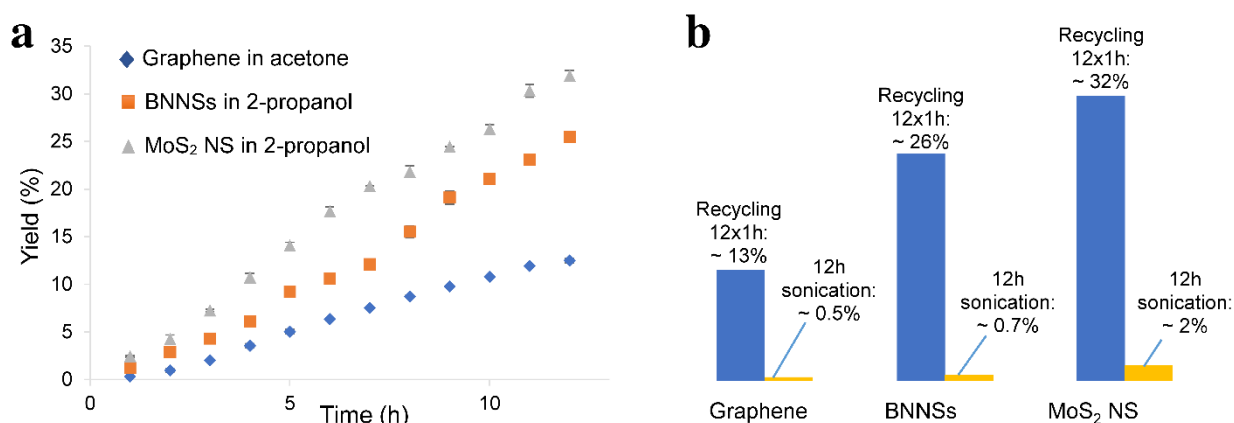 a
35
30
25
20
15
10
5
0
Yield (%)
Graphene in acetone
BNNSs in 2-propanol
MoS₂ NS in 2-propanol
0
5
10
Time (h)
b
Recycling
12x1h:
~ 13%
12h
sonication:
~ 0.5%
Graphene
Recycling
12x1h:
~ 26%
12h
sonication:
~ 0.7%
BNNSs
Recycling
12x1h:
~ 32%
12h
sonication:
~ 2%
MoS₂ NS